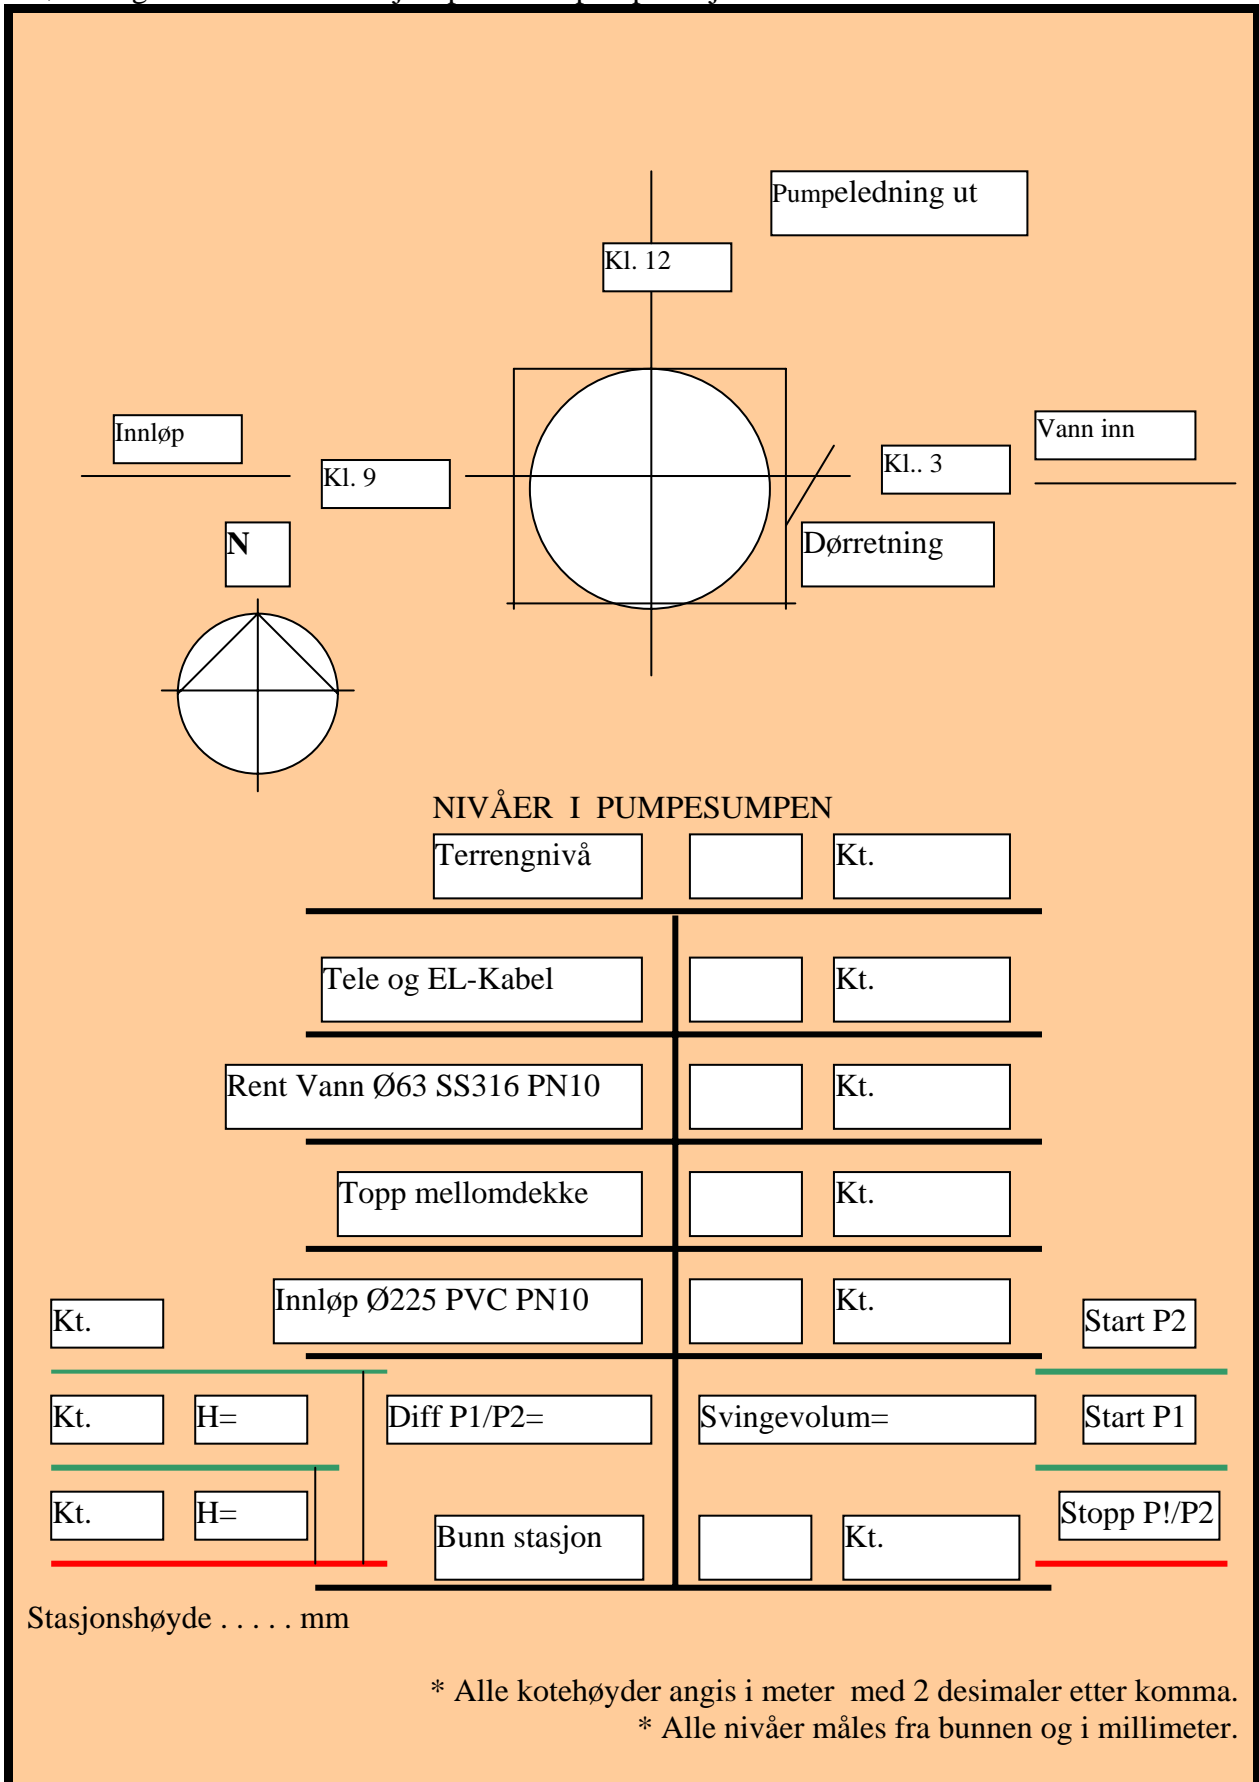 Pumpeledning ut
Kl. 12
Innløp
Vann inn
Kl. 9
Kl.. 3
N
Dørretning
NIVÅER I PUMPESUMPEN
Terrengnivå Kt.
Tele og EL-Kabel Kt.
Rent Vann Ø63 SS316 PN10 Kt.
Topp mellomdekke Kt.
Innløp Ø225 PVC PN10 Kt.
Kt. Start P2
Kt. H= Diff P1/P2= Svingevolum= Start P1
Kt. H= Stopp P!/P2
Bunn stasjon Kt.
Stasjonshøyde . . . . . mm
* Alle kotehøyder angis i meter med 2 desimaler etter komma.
* Alle nivåer måles fra bunnen og i millimeter.